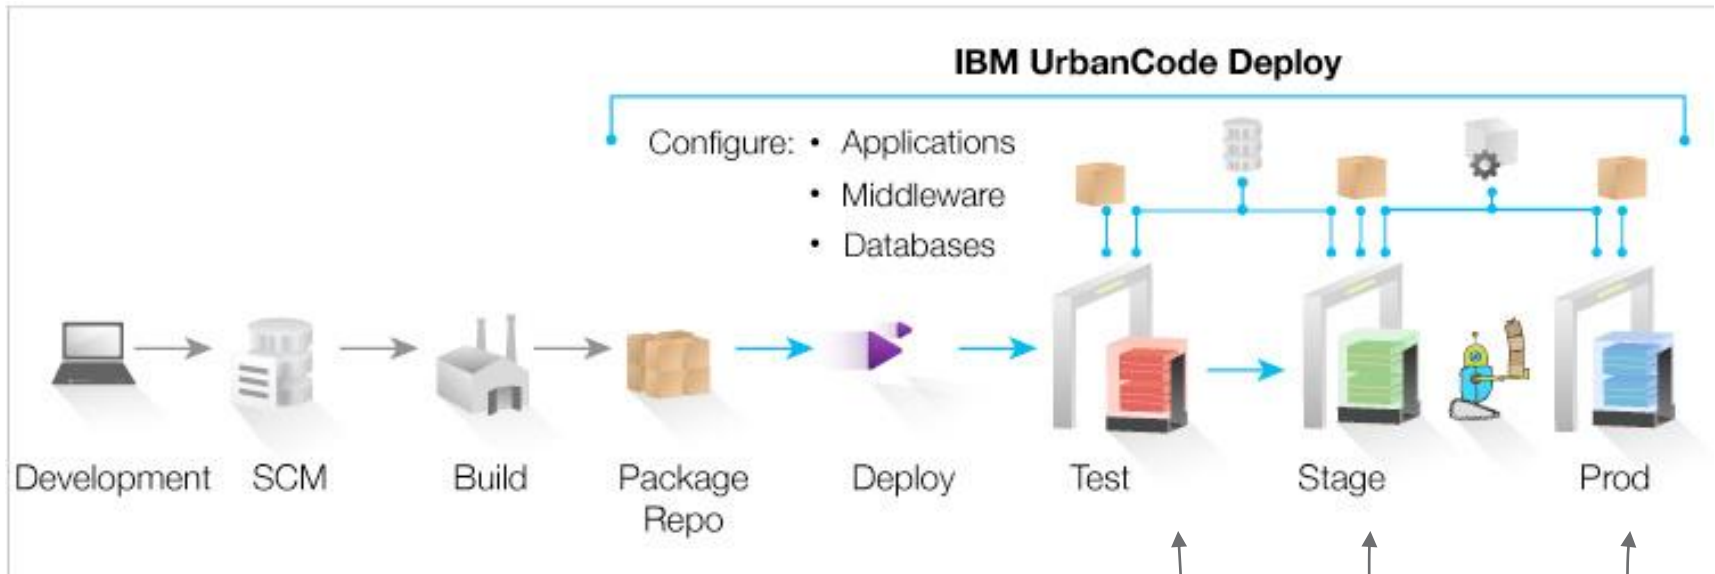 IBM UrbanCode Deploy
Configure: • Applications
• Middleware
• Databases
Development
SCM
Build
Package
Repo
Deploy
Test
Stage
Prod